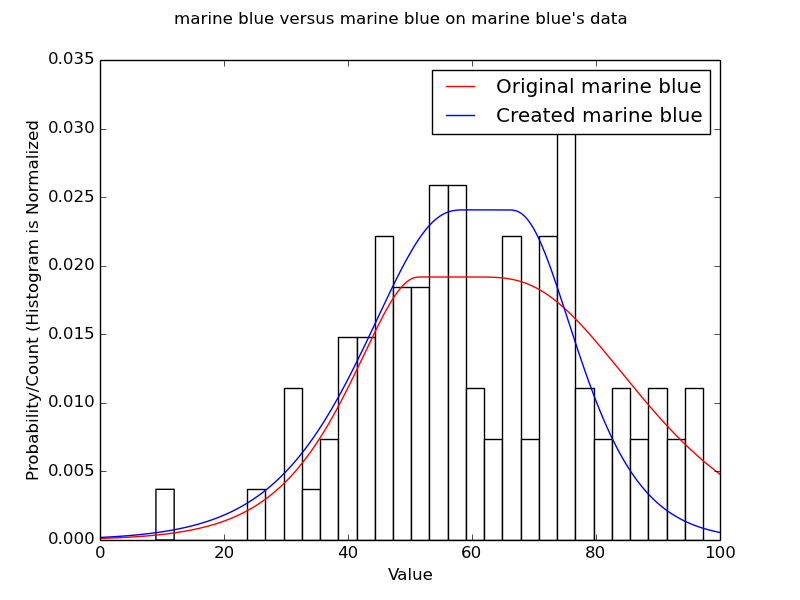 marine blue versus marine blue on marine blue's data
Original marine blue
Created marine blue
0.035
0.030
0.025
0.020
0.015
0.010
0.005
0.000
Probability/Count (Histogram is Normalized
0 20 40 60 80 100
Value